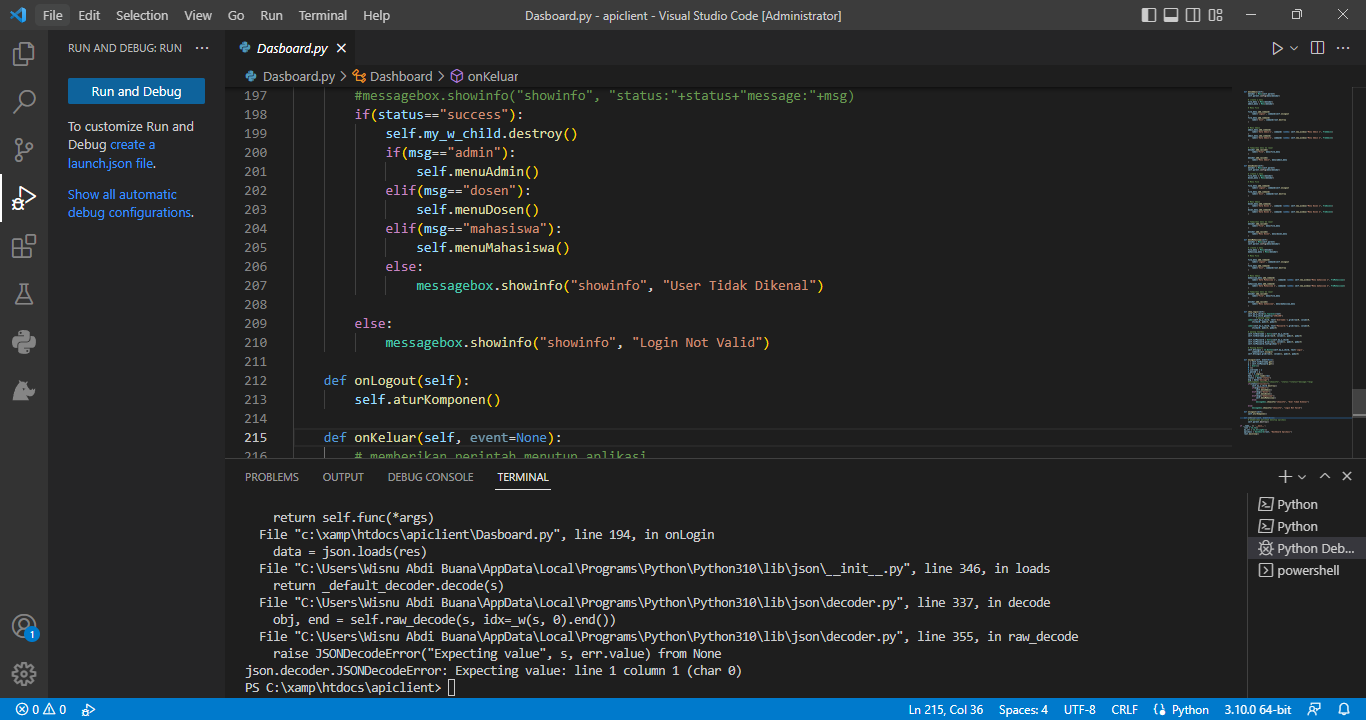 File Edit Selection View Go Run Terminal Help
Dasboard.py - apiclient - Visual Studio Code [Administrator]
RUN AND DEBUG: RUN ...
Run and Debug
To customize Run and
Debug create a
launch.json file.
Show all automatic
debug configurations.
Dasboard.py
Dasboard.py > Dashboard > onKeluar
197 #messagebox.showinfo("showinfo", "status:"+status+"message:"+msg)
198 if(status=="success"):
199 self.my_w_child.destroy()
200 if(msg=="admin"):
201 self.menuAdmin()
202 elif(msg=="dosen"):
203 self.menuDosen()
204 elif(msg=="mahasiswa"):
205 self.menuMahasiswa()
206 else:
207 messagebox.showinfo("showinfo", "User Tidak Dikenal")
208
209 else:
210 messagebox.showinfo("showinfo", "Login Not Valid")
211
212 def onLogout(self):
213 self.aturKomponen()
214
215 def onKeluar(self, event=None):
216 # memberikan perintah menutup aplikasi
PROBLEMS OUTPUT DEBUG CONSOLE TERMINAL
return self.func(*args)
File "c:\xamp\htdocs\apiclient\Dasboard.py", line 194, in onLogin
data = json.loads(res)
File "C:\Users\Wisnu Abdi Buana\AppData\Local\Programs\Python\Python310\lib\json\__init__.py", line 346, in loads
return _default_decoder.decode(s)
File "C:\Users\Wisnu Abdi Buana\AppData\Local\Programs\Python\Python310\lib\json\decoder.py", line 337, in decode
obj, end = self.raw_decode(s, idx=_w(s, 0).end())
File "C:\Users\Wisnu Abdi Buana\AppData\Local\Programs\Python\Python310\lib\json\decoder.py", line 355, in raw_decode
raise JSONDecodeError("Expecting value", s, err.value) from None
json.decoder.JSONDecodeError: Expecting value: line 1 column 1 (char 0)
PS C:\xamp\htdocs\apiclient>
Python
Python
Python Deb...
powershell
1
0 0
Ln 215, Col 36 Spaces: 4 UTF-8 CRLF Python 3.10.0 64-bit